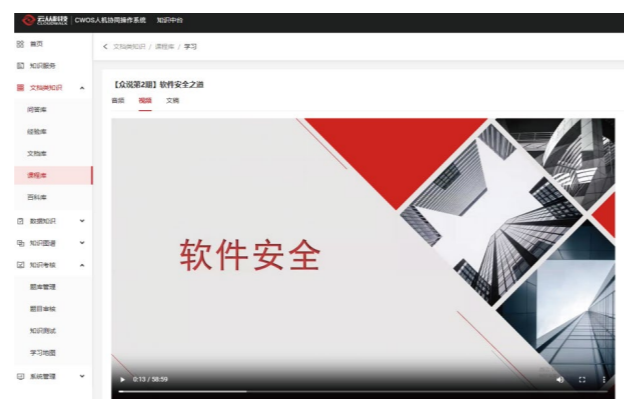 云从科技 CLOUDWALK CWOS人机协同操作系统 知识中台
首页
文档类知识 / 课程库 / 学习
知识服务
文档类知识
【众说第2期】软件安全之道
音频 视频 文稿
问答库
经验库
文档库
课程库
百科库
数据知识
知识图谱
知识考核
题库管理
题目审核
知识测试
学习地图
系统管理
软件安全
0:13 / 58:59